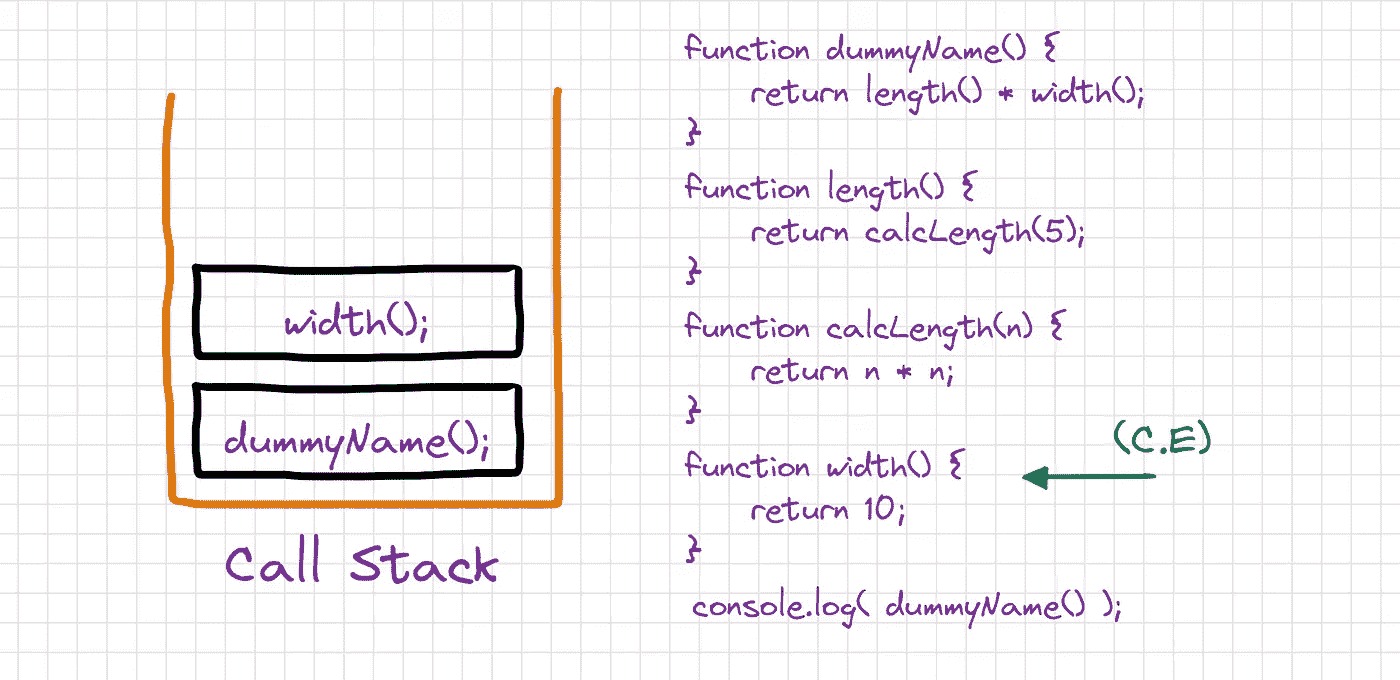 width();
dummyName();
Call Stack
function dummyName() {
return length() * width();
}
function length() {
return calcLength(5);
}
function calcLength(n) {
return n * n;
}
(C.E)
function width() {
return 10;
}
console.log( dummyName() );